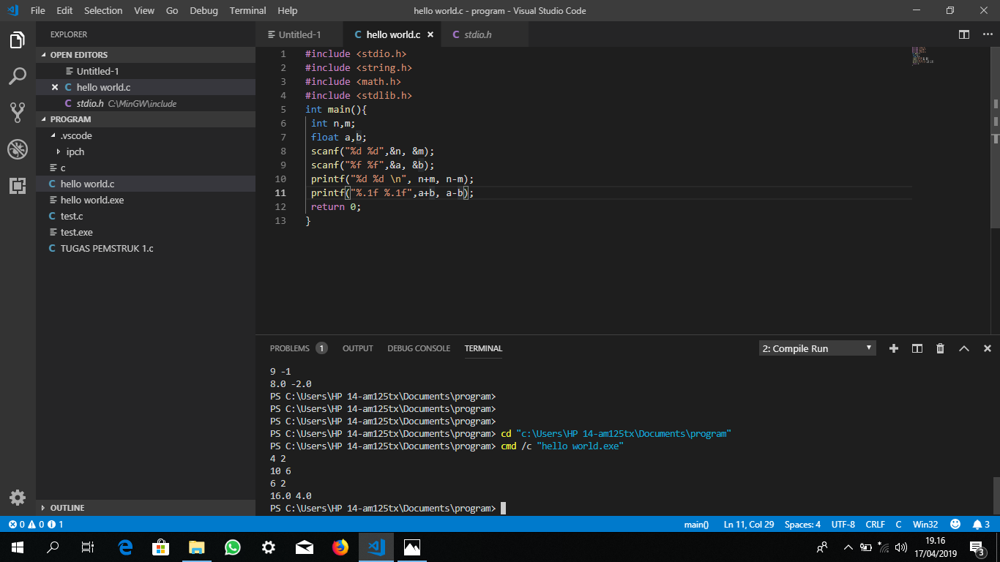 File Edit Selection View Go Debug Terminal Help hello world.c - program - Visual Studio Code
EXPLORER
OPEN EDITORS
Untitled-1
hello world.c
stdio.h C:\MinGW\include
PROGRAM
.vscode
ipch
c
hello world.c
hello world.exe
test.c
test.exe
TUGAS PEMSTRUK 1.c
OUTLINE
Untitled-1 hello world.c stdio.h
1 #include <stdio.h>
2 #include <string.h>
3 #include <math.h>
4 #include <stdlib.h>
5 int main(){
6 int n,m;
7 float a,b;
8 scanf("%d %d",&n, &m);
9 scanf("%f %f",&a, &b);
10 printf("%d %d \n", n+m, n-m);
11 printf("%.1f %.1f",a+b, a-b);
12 return 0;
13 }
PROBLEMS 1 OUTPUT DEBUG CONSOLE TERMINAL 2: Compile Run
9 -1
8.0 -2.0
PS C:\Users\HP 14-am125tx\Documents\program>
PS C:\Users\HP 14-am125tx\Documents\program>
PS C:\Users\HP 14-am125tx\Documents\program>
PS C:\Users\HP 14-am125tx\Documents\program> cd "c:\Users\HP 14-am125tx\Documents\program"
PS C:\Users\HP 14-am125tx\Documents\program> cmd /c "hello world.exe"
4 2
10 6
6 2
16.0 4.0
PS C:\Users\HP 14-am125tx\Documents\program>
0 0 1 main() Ln 11, Col 29 Spaces: 4 UTF-8 CRLF C Win32 3
19.16
17/04/2019
3